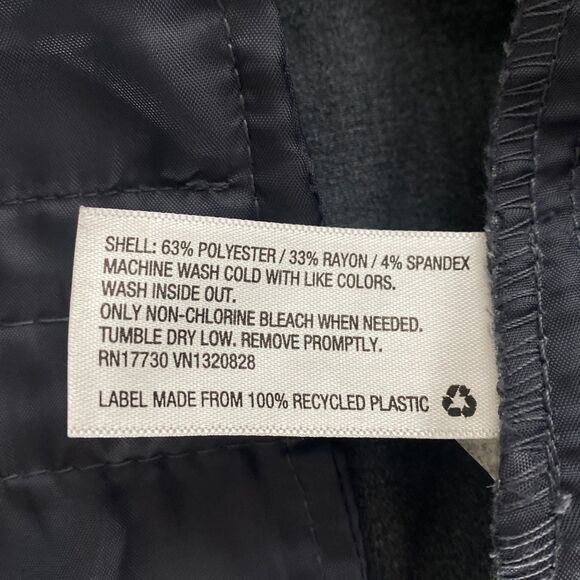 SHELL: 63% POLYESTER / 33% RAYON / 4% SPANDEX
MACHINE WASH COLD WITH LIKE COLORS.
WASH INSIDE OUT.
ONLY NON-CHLORINE BLEACH WHEN NEEDED.
TUMBLE DRY LOW. REMOVE PROMPTLY.
RN17730 VN1320828
LABEL MADE FROM 100% RECYCLED PLASTIC